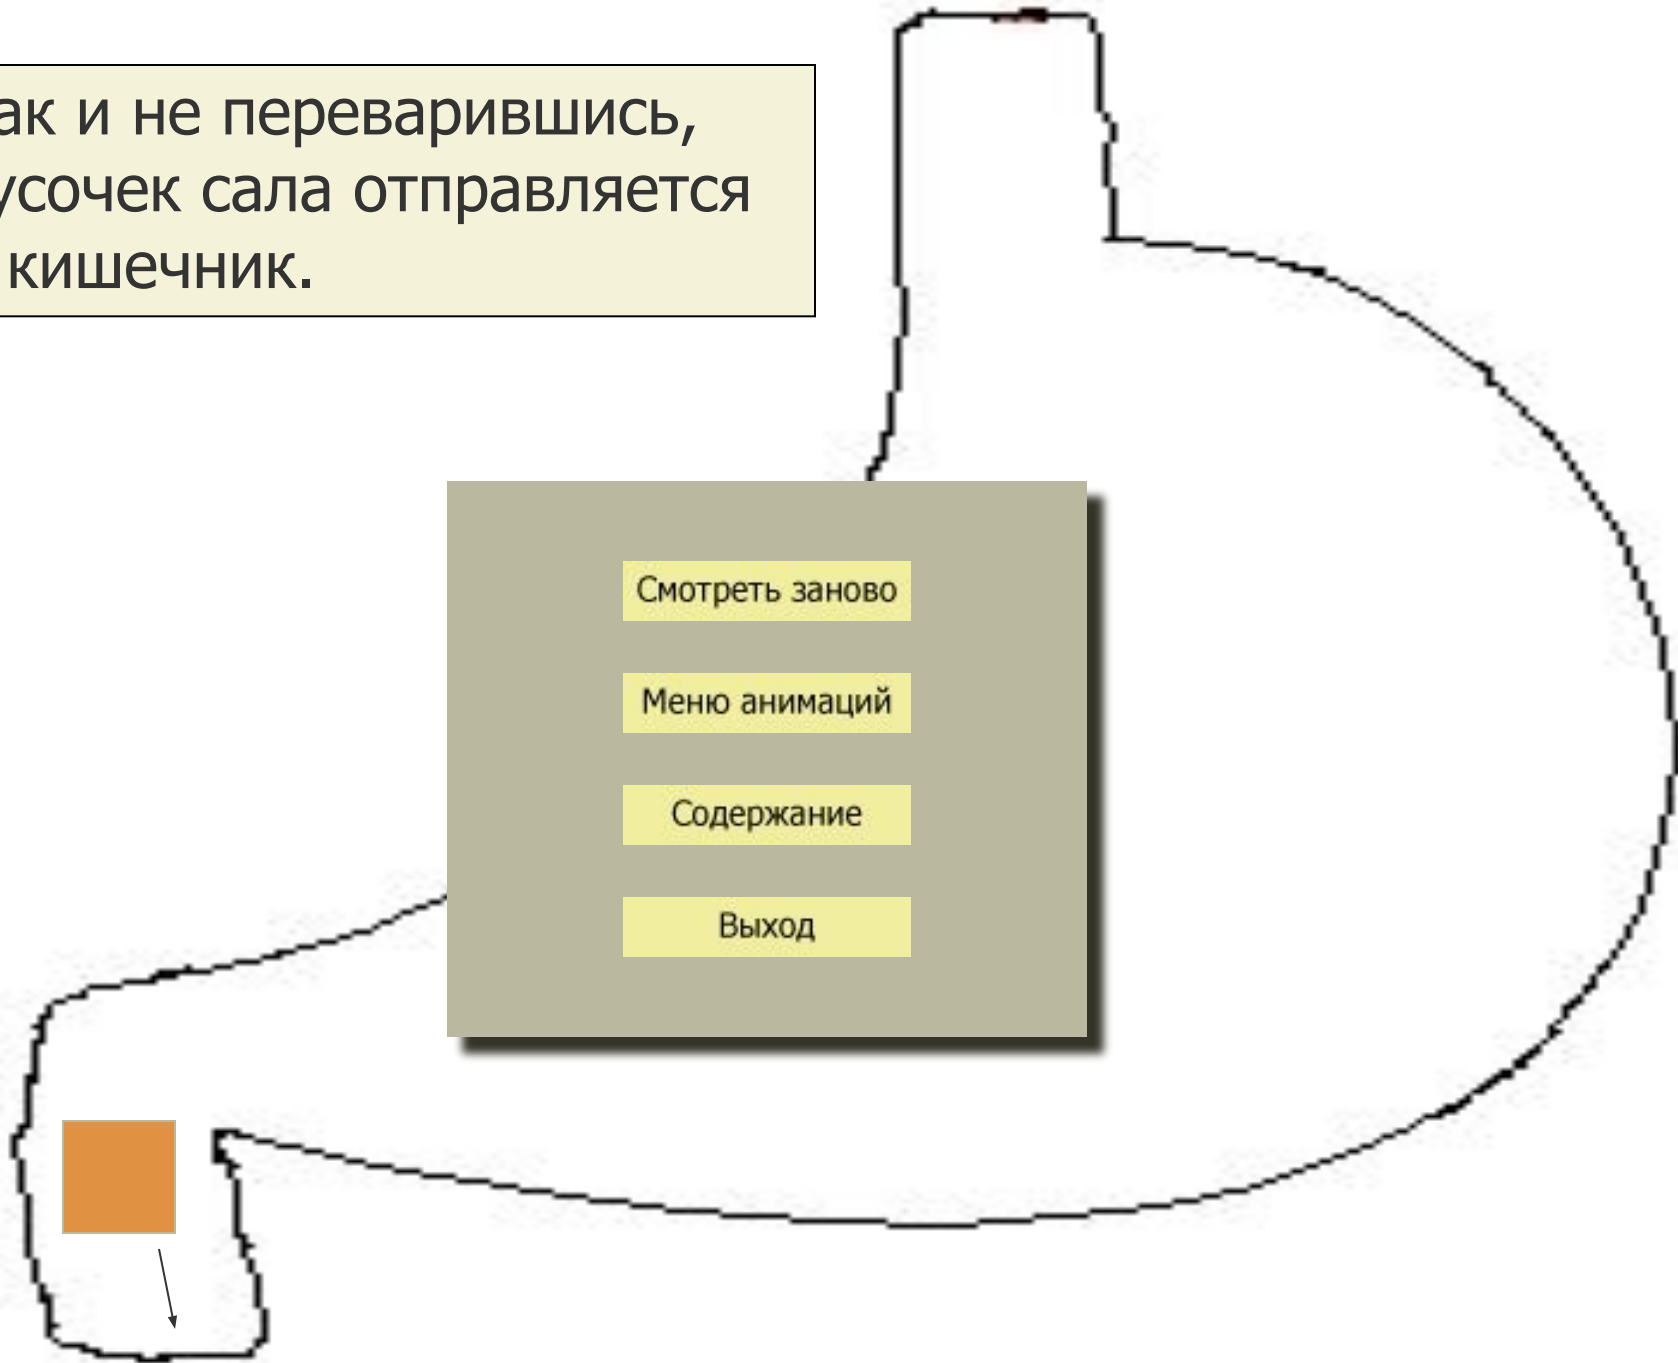 ак и не переварившись,
усочек сала отправляется
кишечник.
Смотреть заново
Меню анимаций
Содержание
Выход